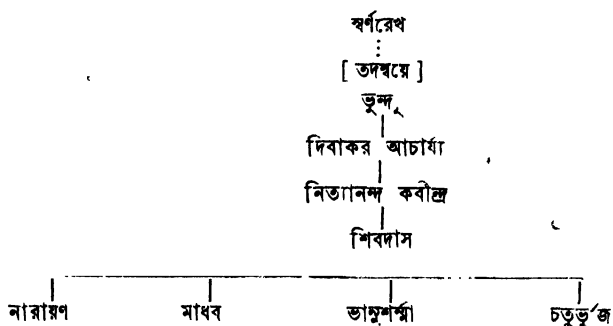 স্বর্ণরেখ
[ তদন্বয়ে ]
ভুন্দূ
দিবাকর আচার্য্য
নিত্যানন্দ কবীন্দ্র
শিবদাস
নারায়ণ মাধব ভানুশর্ম্মা চতুর্ভুজ